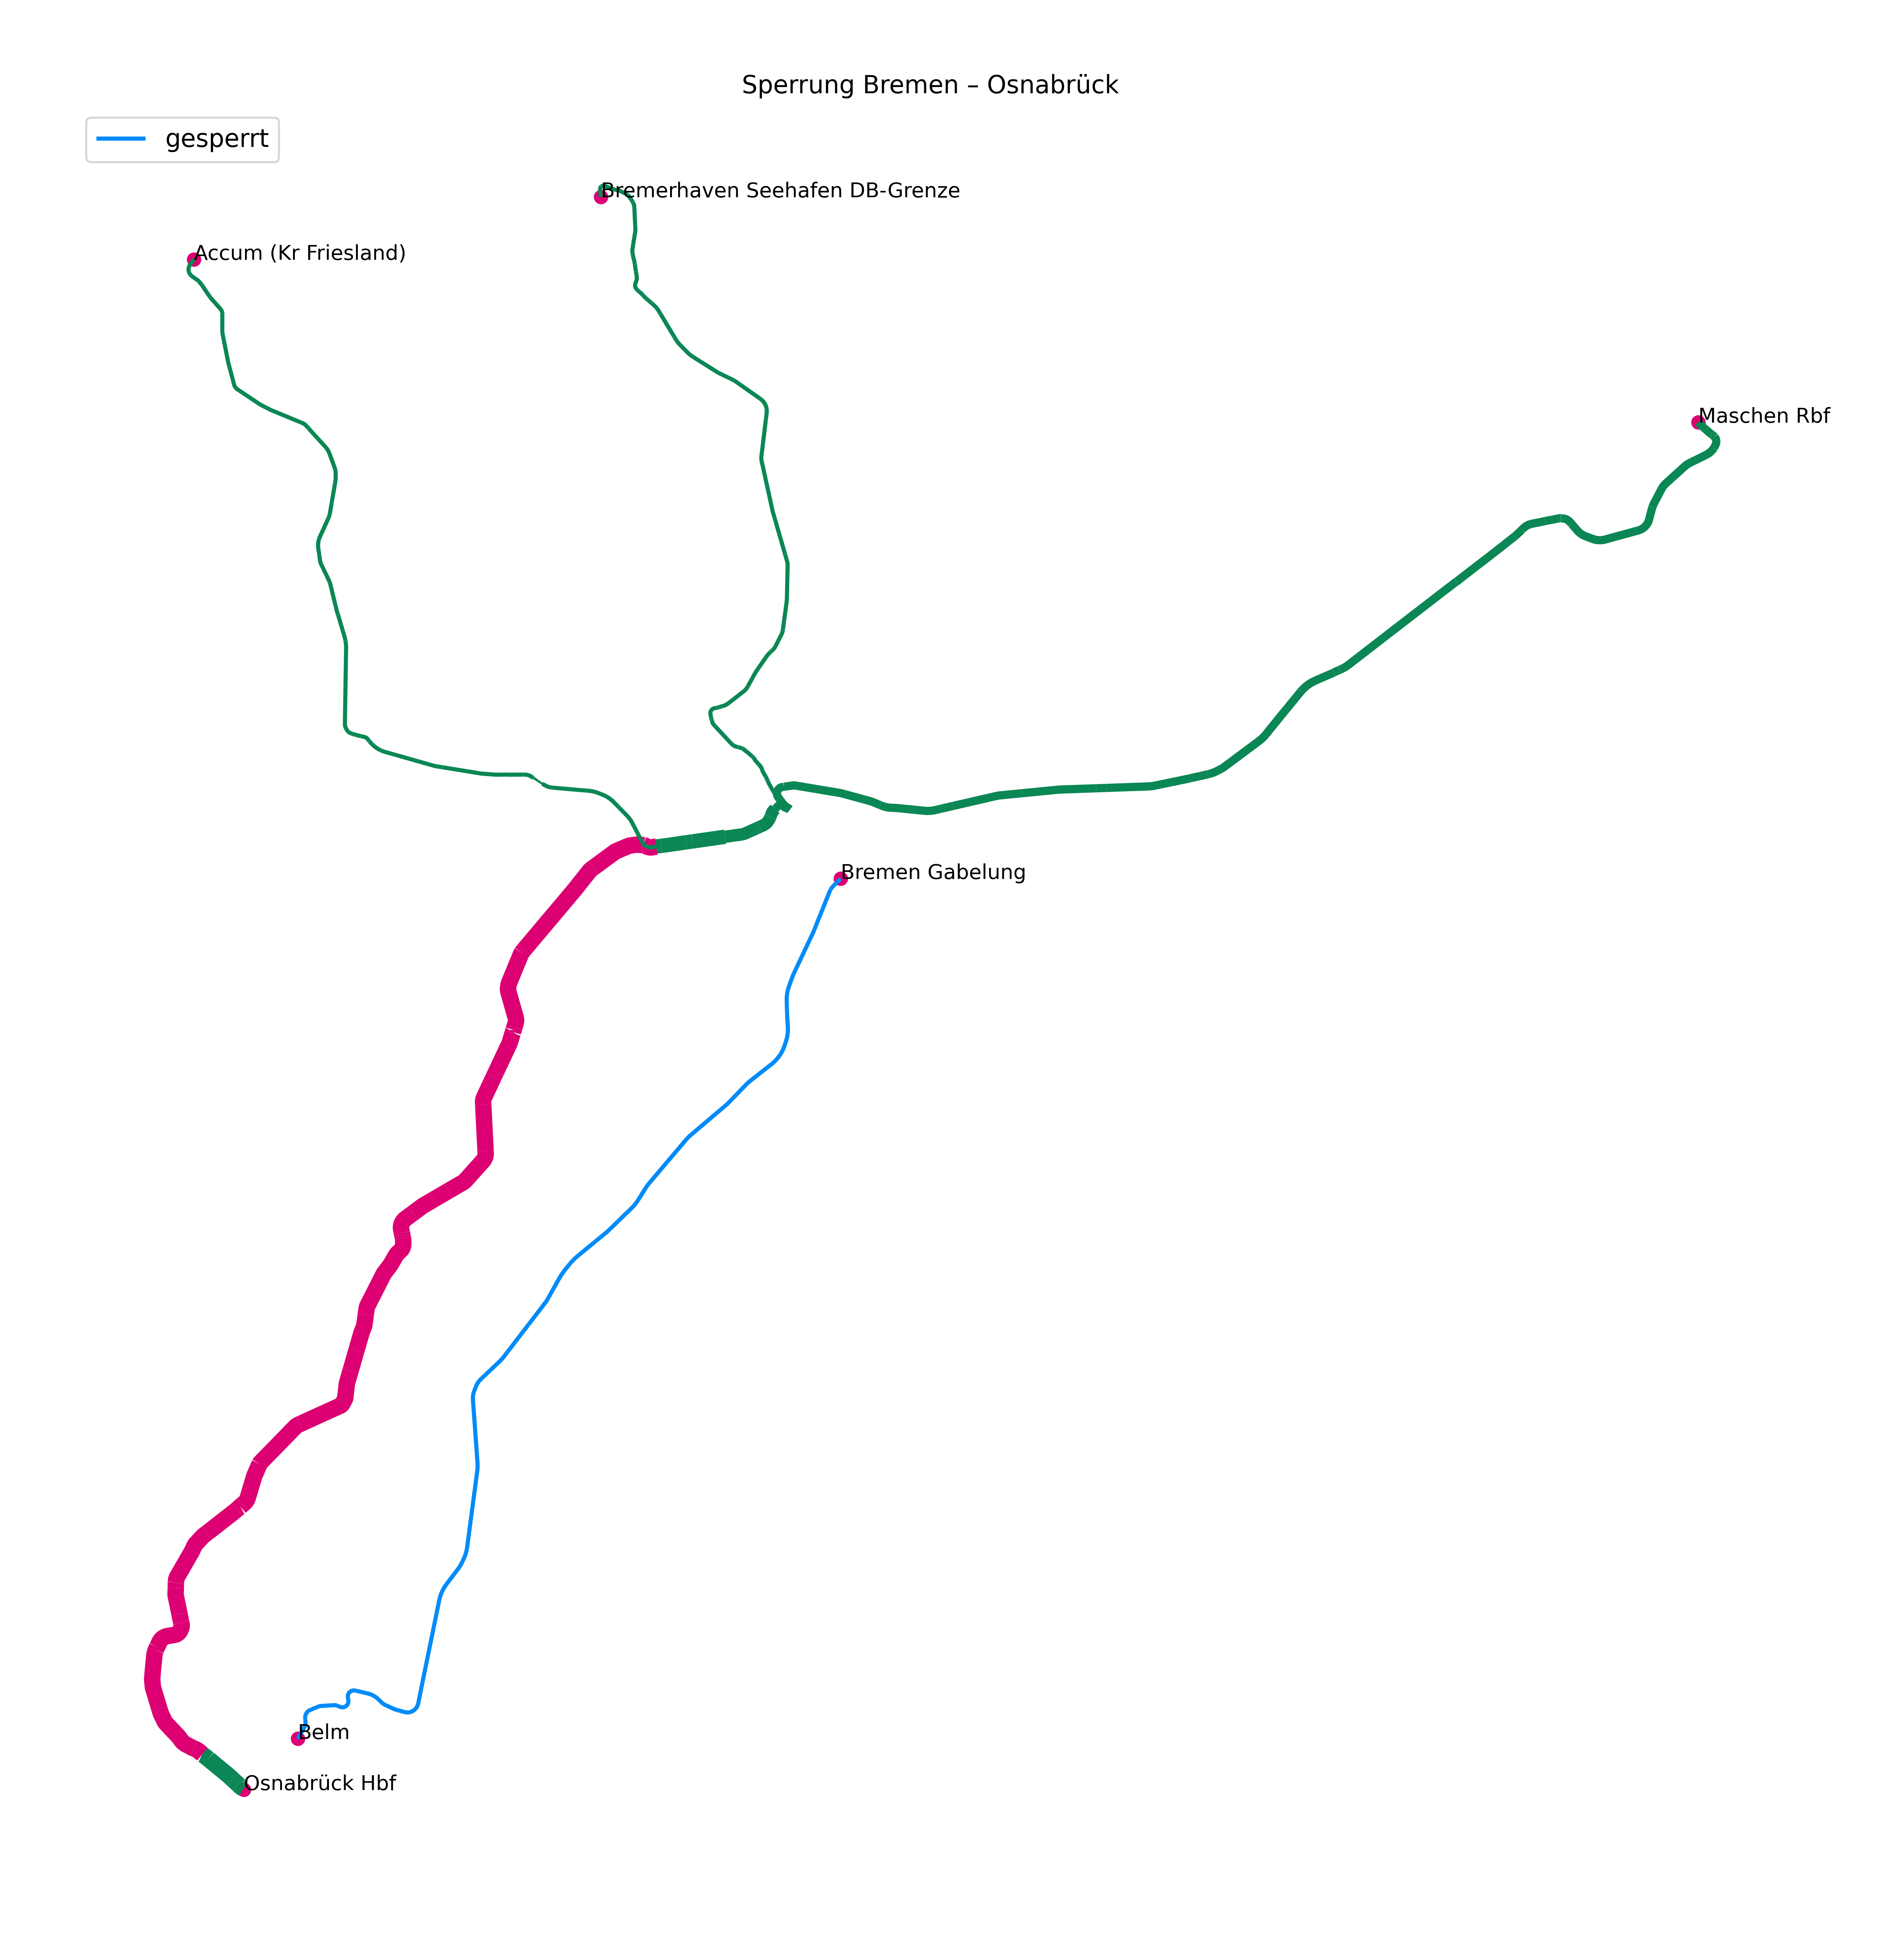 Sperrung Bremen – Osnabrück
gesperrt
Bremerhaven Seehafen DB-Grenze
Accum (Kr Friesland)
Maschen Rbf
Bremen Gabelung
Belm
Osnabrück Hbf